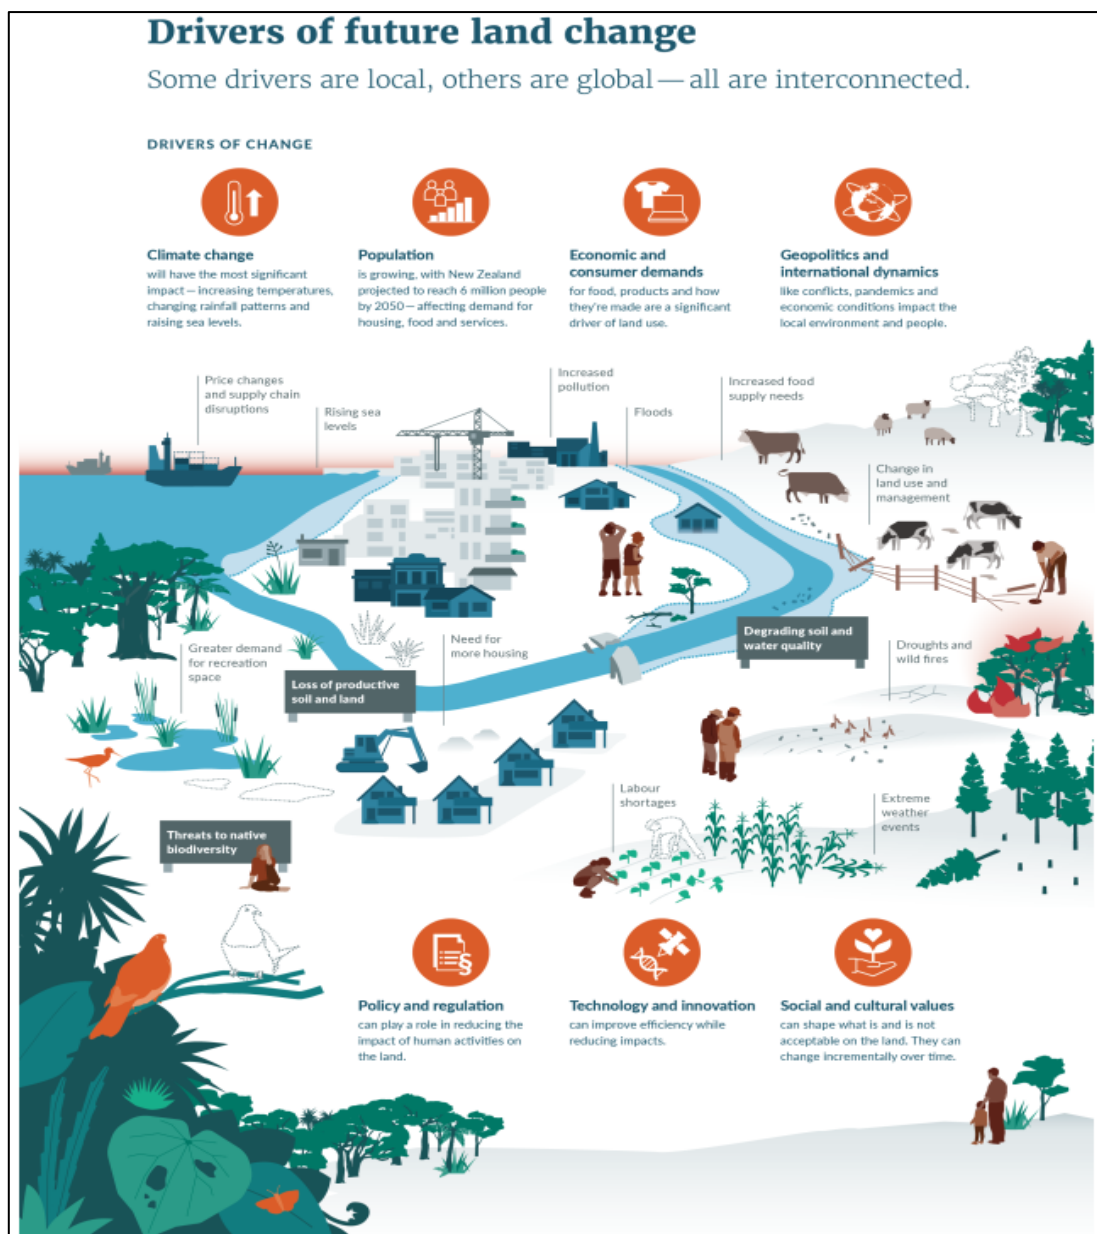 Drivers of future land change
Some drivers are local, others are global—all are interconnected.
DRIVERS OF CHANGE
Climate change
will have the most significant
impact—increasing temperatures,
changing rainfall patterns and
raising sea levels.
Population
is growing, with New Zealand
projected to reach 6 million people
by 2050—affecting demand for
housing, food and services.
Economic and
consumer demands
for food, products and how
they're made are a significant
driver of land use.
Geopolitics and
international dynamics
like conflicts, pandemics and
economic conditions impact the
local environment and people.
Price changes
and supply chain
disruptions
Rising sea
levels
Increased
pollution
Floods
Increased food
supply needs
Change in
land use and
management
Degrading soil and
water quality
Droughts and
wild fires
Greater demand
for recreation
space
Need for
more housing
Loss of productive
soil and land
Labour
shortages
Extreme
weather
events
Threats to native
biodiversity
§
Policy and regulation
can play a role in reducing the
impact of human activities on
the land.
Technology and innovation
can improve efficiency while
reducing impacts.
Social and cultural values
can shape what is and is not
acceptable on the land. They can
change incrementally over time.